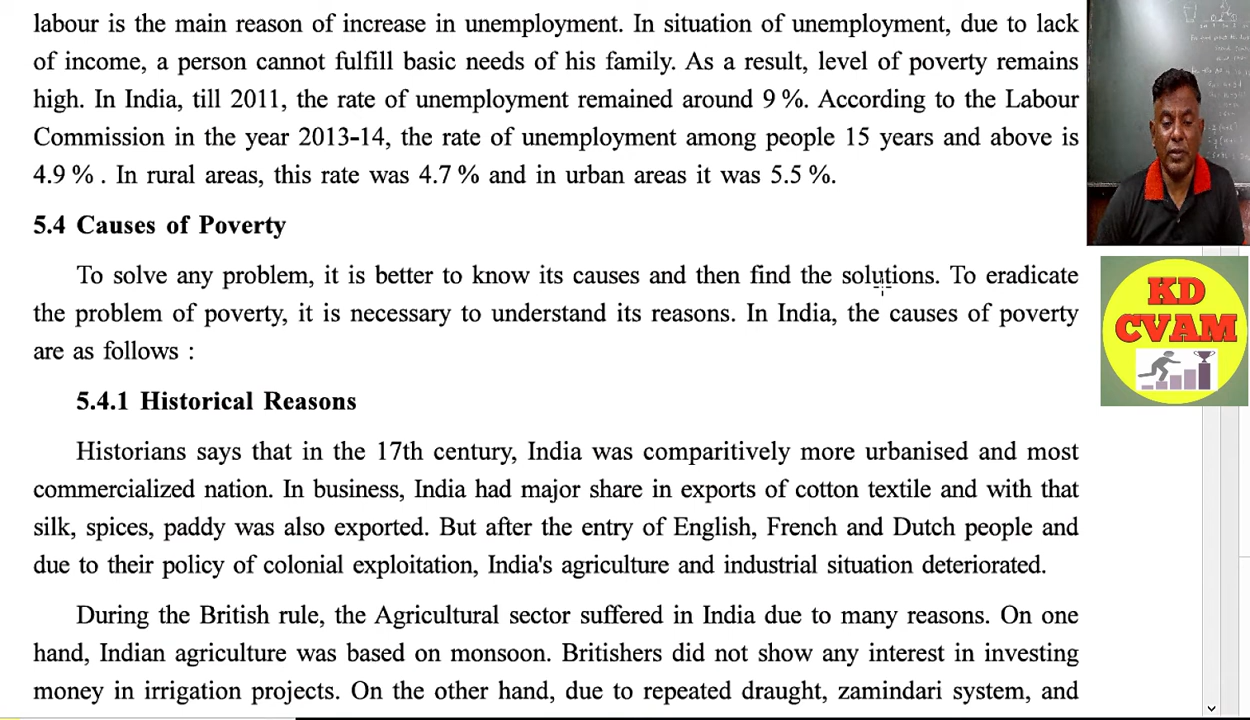 labour is the main reason of increase in unemployment. In situation of unemployment, due to lack
of income, a person cannot fulfill basic needs of his family. As a result, level of poverty remains
high. In India, till 2011, the rate of unemployment remained around 9 %. According to the Labour
Commission in the year 2013-14, the rate of unemployment among people 15 years and above is
4.9 % . In rural areas, this rate was 4.7 % and in urban areas it was 5.5 %.
5.4 Causes of Poverty
To solve any problem, it is better to know its causes and then find the solutions. To eradicate
the problem of poverty, it is necessary to understand its reasons. In India, the causes of poverty
are as follows :
5.4.1 Historical Reasons
Historians says that in the 17th century, India was comparitively more urbanised and most
commercialized nation. In business, India had major share in exports of cotton textile and with that
silk, spices, paddy was also exported. But after the entry of English, French and Dutch people and
due to their policy of colonial exploitation, India's agriculture and industrial situation deteriorated.
During the British rule, the Agricultural sector suffered in India due to many reasons. On one
hand, Indian agriculture was based on monsoon. Britishers did not show any interest in investing
money in irrigation projects. On the other hand, due to repeated draught, zamindari system, and
KD
CVAM